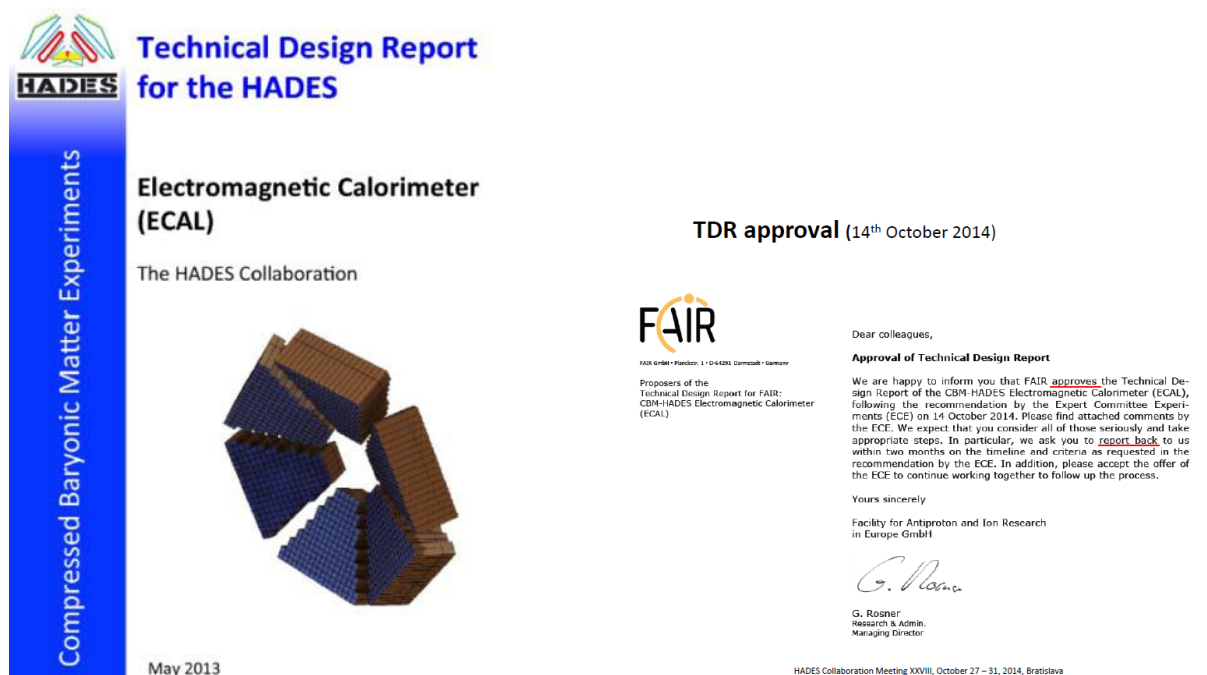 HADES
Technical Design Report
for the HADES
Compressed Baryonic Matter Experiments
Electromagnetic Calorimeter
(ECAL)
The HADES Collaboration
May 2013
TDR approval (14th October 2014)
FAIR
FAIR GmbH • Planckstr. 1 • D-64291 Darmstadt • Germany
Proposers of the
Technical Design Report for FAIR:
CBM-HADES Electromagnetic Calorimeter
(ECAL)
Dear colleagues,
Approval of Technical Design Report
We are happy to inform you that FAIR approves the Technical De-
sign Report of the CBM-HADES Electromagnetic Calorimeter (ECAL),
following the recommendation by the Expert Committee Experi-
ments (ECE) on 14 October 2014. Please find attached comments by
the ECE. We expect that you consider all of those seriously and take
appropriate steps. In particular, we ask you to report back to us
within two months on the timeline and criteria as requested in the
recommendation by the ECE. In addition, please accept the offer of
the ECE to continue working together to follow up the process.
Yours sincerely
Facility for Antiproton and Ion Research
in Europe GmbH
G. Rosner
G. Rosner
Research & Admin.
Managing Director
HADES Collaboration Meeting XXVIII, October 27 – 31, 2014, Bratislava